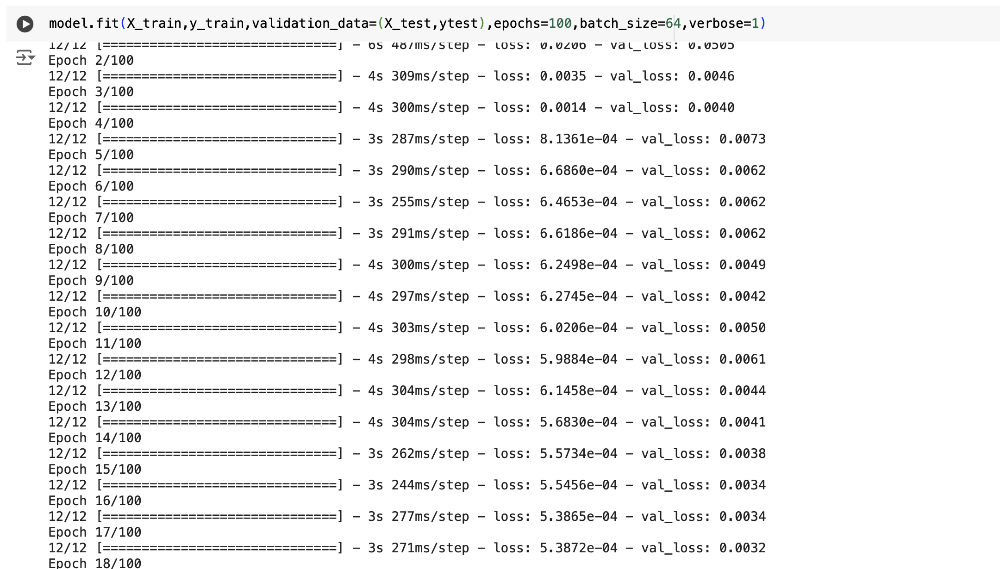 model.fit(X_train,y_train,validation_data=(X_test,ytest),epochs=100,batch_size=64,verbose=1)
12/12 [==============================] - 6s 487ms/step - loss: 0.0206 - val_loss: 0.0505
Epoch 2/100
12/12 [==============================] - 4s 309ms/step - loss: 0.0035 - val_loss: 0.0046
Epoch 3/100
12/12 [==============================] - 4s 300ms/step - loss: 0.0014 - val_loss: 0.0040
Epoch 4/100
12/12 [==============================] - 3s 287ms/step - loss: 8.1361e-04 - val_loss: 0.0073
Epoch 5/100
12/12 [==============================] - 3s 290ms/step - loss: 6.6860e-04 - val_loss: 0.0062
Epoch 6/100
12/12 [==============================] - 3s 255ms/step - loss: 6.4653e-04 - val_loss: 0.0062
Epoch 7/100
12/12 [==============================] - 3s 291ms/step - loss: 6.6186e-04 - val_loss: 0.0062
Epoch 8/100
12/12 [==============================] - 4s 300ms/step - loss: 6.2498e-04 - val_loss: 0.0049
Epoch 9/100
12/12 [==============================] - 4s 297ms/step - loss: 6.2745e-04 - val_loss: 0.0042
Epoch 10/100
12/12 [==============================] - 4s 303ms/step - loss: 6.0206e-04 - val_loss: 0.0050
Epoch 11/100
12/12 [==============================] - 4s 298ms/step - loss: 5.9884e-04 - val_loss: 0.0061
Epoch 12/100
12/12 [==============================] - 4s 304ms/step - loss: 6.1458e-04 - val_loss: 0.0044
Epoch 13/100
12/12 [==============================] - 4s 304ms/step - loss: 5.6830e-04 - val_loss: 0.0041
Epoch 14/100
12/12 [==============================] - 3s 262ms/step - loss: 5.5734e-04 - val_loss: 0.0038
Epoch 15/100
12/12 [==============================] - 3s 244ms/step - loss: 5.5456e-04 - val_loss: 0.0034
Epoch 16/100
12/12 [==============================] - 3s 277ms/step - loss: 5.3865e-04 - val_loss: 0.0034
Epoch 17/100
12/12 [==============================] - 3s 271ms/step - loss: 5.3872e-04 - val_loss: 0.0032
Epoch 18/100